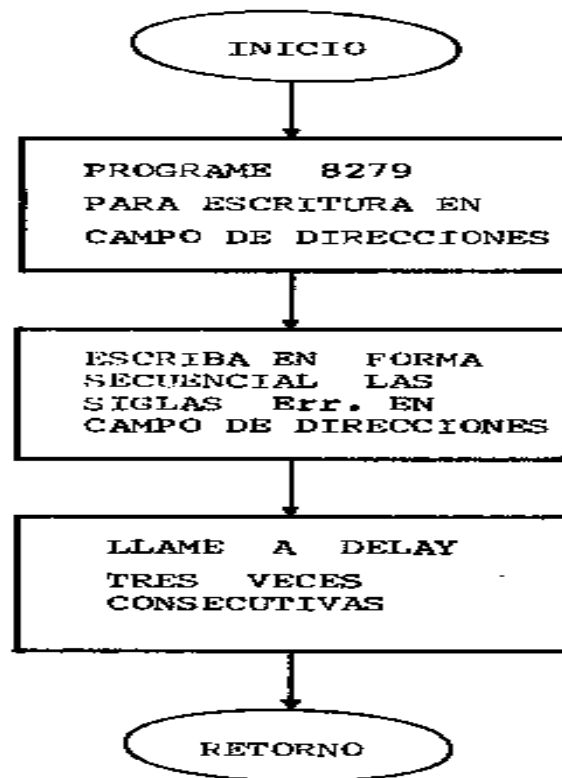 INICIO
PROGRAME 8279
PARA ESCRITURA EN
CAMPO DE DIRECCIONES
ESCRIBA EN FORMA
SECUENCIAL LAS
SIGLAS Err. EN
CAMPO DE DIRECCIONES
LLAME A DELAY
TRES VECES
CONSECUTIVAS
RETORNO